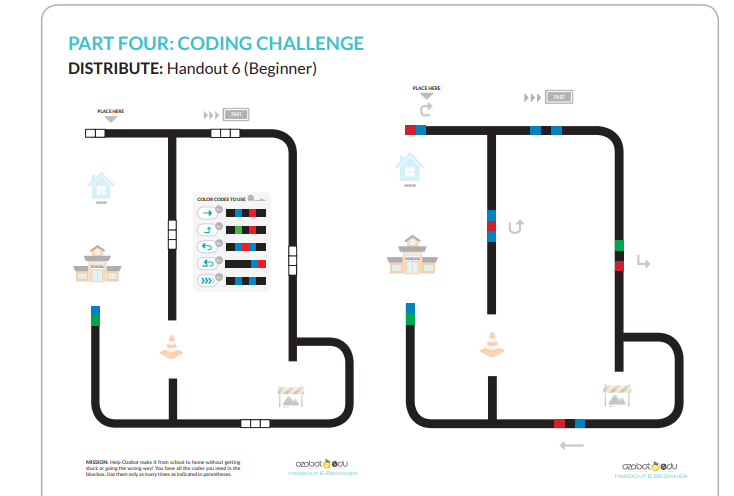 PART FOUR: CODING CHALLENGE
DISTRIBUTE: Handout 6 (Beginner)
PLACE HERE
FAST
HOME
SCHOOL
COLOR CODES TO USE
MISSION: Help Ozobot make it from school to home without getting
stuck or going the wrong way! You have all the codes you need in the
blue box. Use them only as many times as indicated in parentheses.
ozobot edu
HANDOUT 6 BEGINNER
PLACE HERE
FAST
HOME
SCHOOL
ozobot edu
HANDOUT 6 BEGINNER